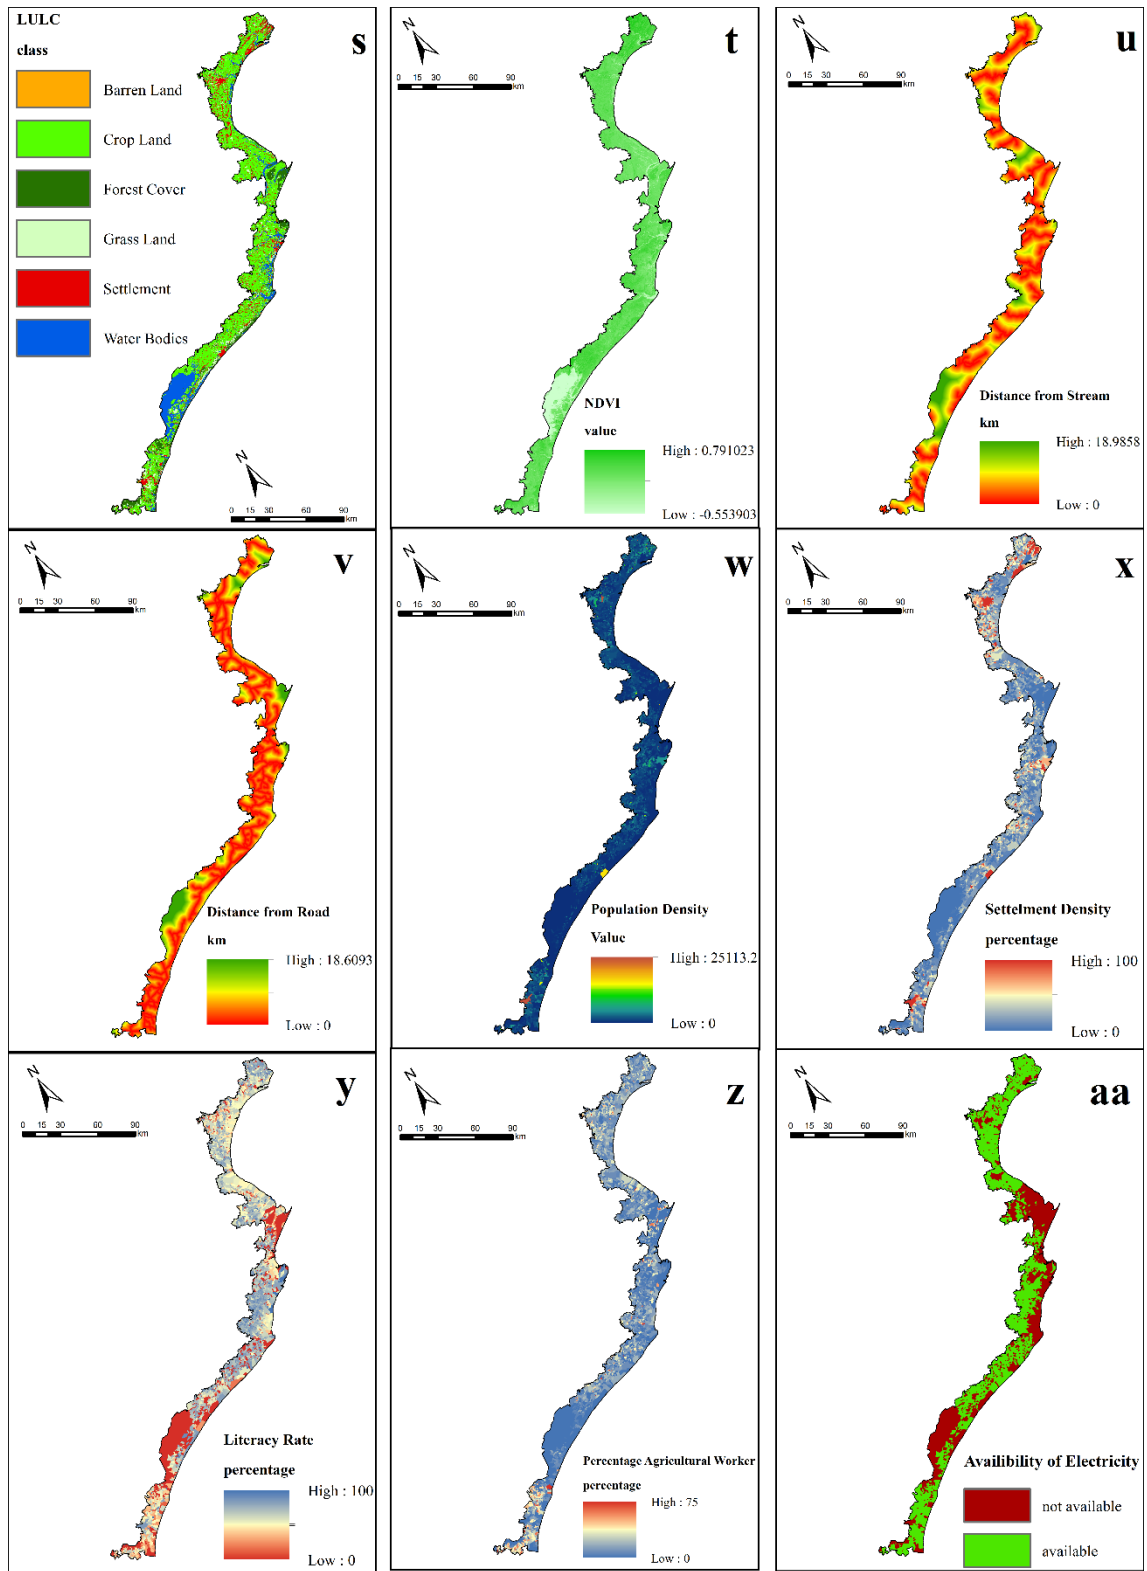 LULC
class
Barren Land
Crop Land
Forest Cover
Grass Land
Settlement
Water Bodies
N
s
0 15 30 60 90
km
N
t
0 15 30 60 90
km
NDVI
value
High : 0.791023
Low : -0.553903
N
u
0 15 30 60 90
km
Distance from Stream
km
High : 18.9858
Low : 0
N
0 15 30 60 90
km
N
v
0 15 30 60 90
km
Distance from Road
km
High : 18.6093
Low : 0
N
w
0 15 30 60 90
km
Population Density
Value
High : 25113.2
Low : 0
N
x
0 15 30 60 90
km
Settelment Density
percentage
High : 100
Low : 0
N
y
0 15 30 60 90
km
Literacy Rate
percentage
High : 100
Low : 0
N
z
0 15 30 60 90
km
Percentage Agricultural Worker
percentage
High : 75
Low : 0
N
aa
0 15 30 60 90
km
Availibility of Electricity
not available
available